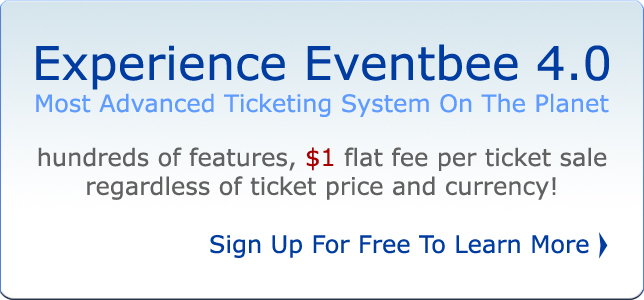 Experience Eventbee 4.0
Most Advanced Ticketing System On The Planet
hundreds of features, $1 flat fee per ticket sale
regardless of ticket price and currency!
Sign Up For Free To Learn More